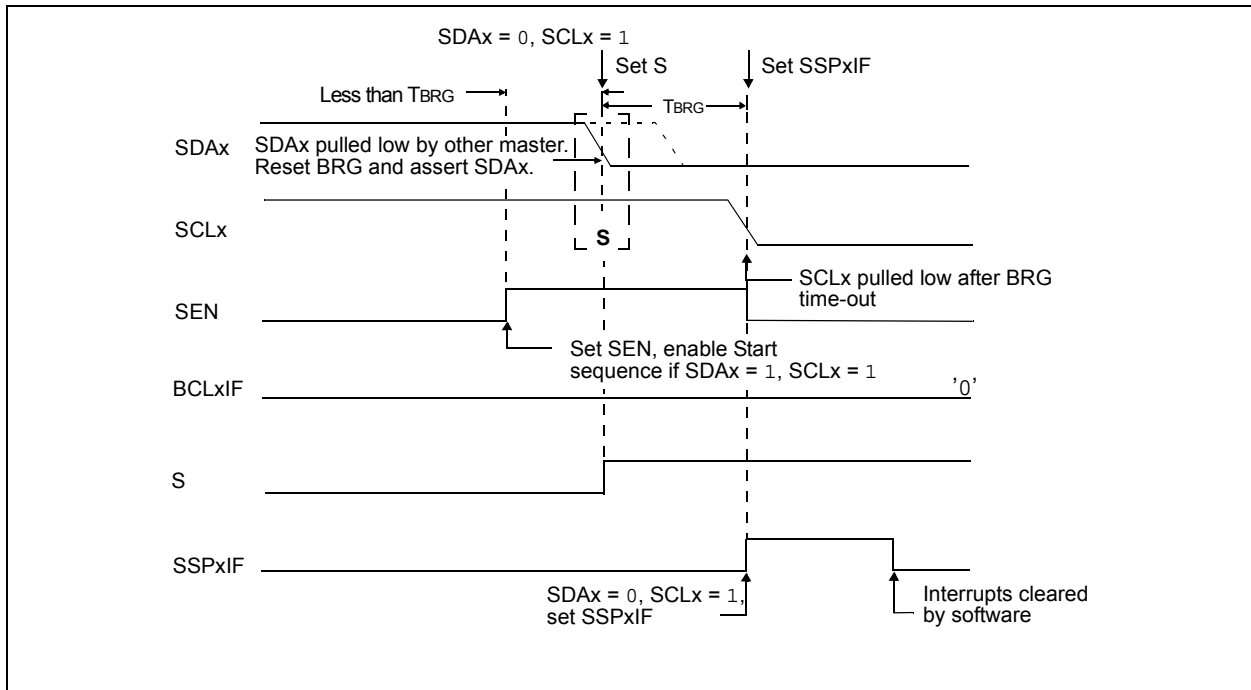 SDAx = 0, SCLx = 1
Set S
Set SSPxIF
Less than TBRG
TBRG
SDAx
SDAx pulled low by other master.
Reset BRG and assert SDAx.
SCLx
S
SCLx pulled low after BRG
time-out
SEN
Set SEN, enable Start
sequence if SDAx = 1, SCLx = 1
BCLxIF
'0'
S
SSPxIF
SDAx = 0, SCLx = 1,
set SSPxIF
Interrupts cleared
by software